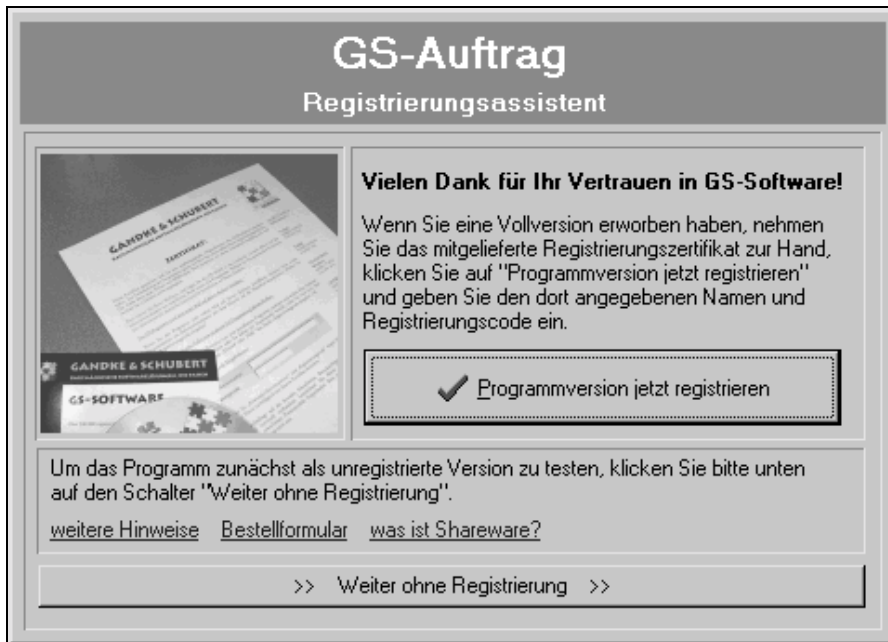 GS-Auftrag
Registrierungsassistent
GANDKE & SCHUBERT
ZERTIFIKAT
GANDKE & SCHUBERT
GS-SOFTWARE
Vielen Dank für Ihr Vertrauen in GS-Software!
Wenn Sie eine Vollversion erworben haben, nehmen
Sie das mitgelieferte Registrierungszertifikat zur Hand,
klicken Sie auf "Programmversion jetzt registrieren"
und geben Sie den dort angegebenen Namen und
Registrierungscode ein.
Programmversion jetzt registrieren
Um das Programm zunächst als unregistrierte Version zu testen, klicken Sie bitte unten
auf den Schalter "Weiter ohne Registrierung".
weitere Hinweise Bestellformular was ist Shareware?
>> Weiter ohne Registrierung >>